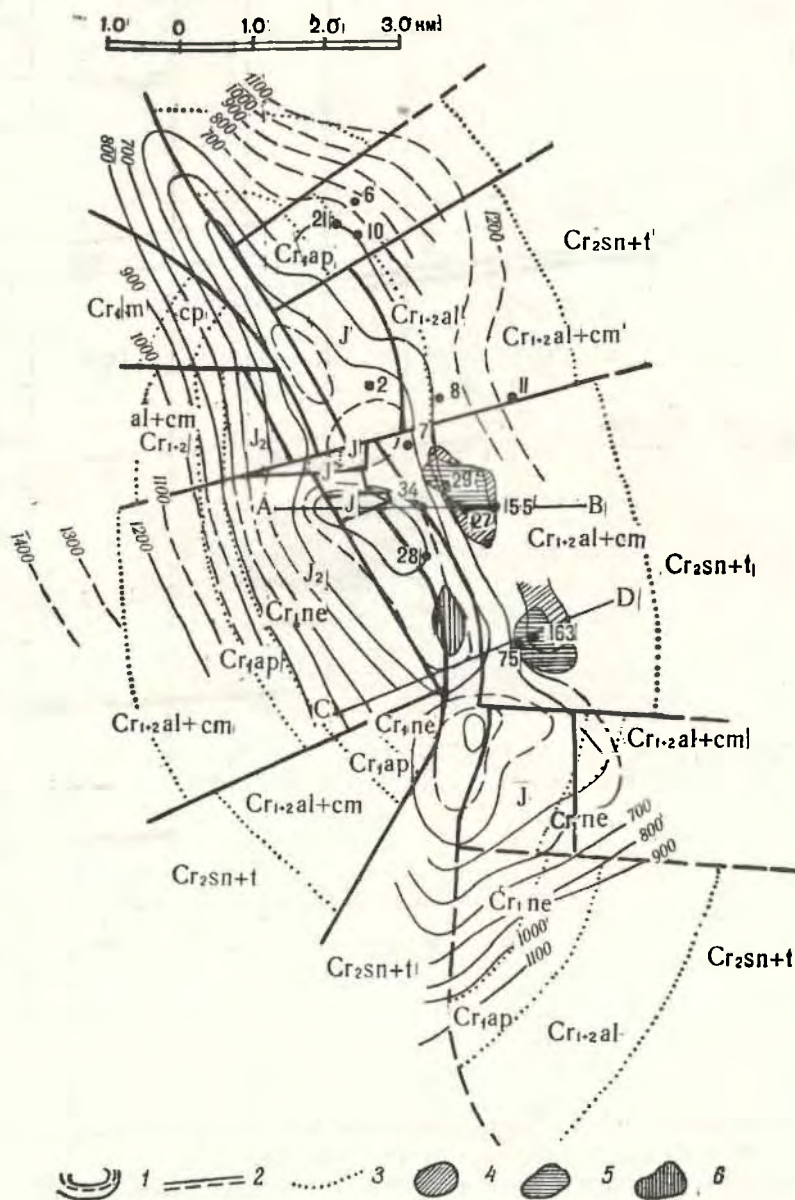 1.0 0 1.0 2.0 3.0 км
1100
1000
900
800
700
800
700
6
21
10
Cr₁ap
1200
Cr₂sn+t
Cr₁₊₂al
Cr₁₊₂al+cm
900
Cr₁m
cp
1000
J
2
8
11
al+cm
Cr₁₊₂
J₂
7
J
J
1100
29
A
J
34
155
B
27
1200
1300
1400
28
Cr₁₊₂al+cm
Cr₂sn+t
J₂
D
Cr₁ne
163
75
Cr₁ap
C
Cr₁₊₂al+cm
Cr₁ne
Cr₁₊₂al+cm
Cr₁ap
J
Cr₁₊₂al+cm
Cr₁ne
700
800
900
Cr₂sn+t
Cr₁ne
1000
1100
Cr₂sn+t
Cr₂sn+t
Cr₁ap
Cr₁₊₂al
1 2 3 4 5 6